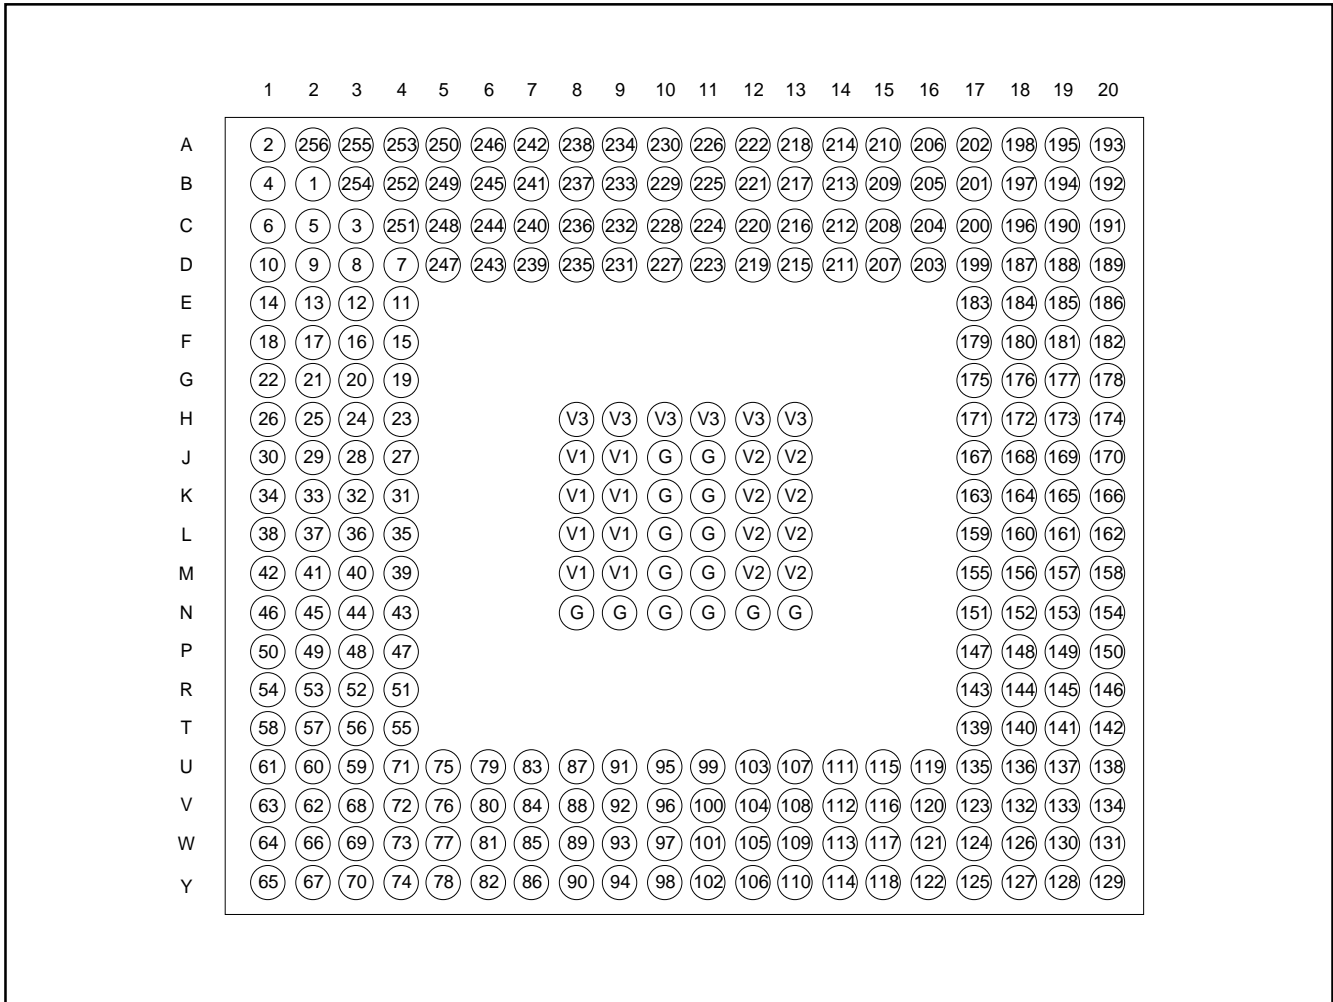 1 2 3 4 5 6 7 8 9 10 11 12 13 14 15 16 17 18 19 20
A 2 256 255 253 250 246 242 238 234 230 226 222 218 214 210 206 202 198 195 193
B 4 1 254 252 249 245 241 237 233 229 225 221 217 213 209 205 201 197 194 192
C 6 5 3 251 248 244 240 236 232 228 224 220 216 212 208 204 200 196 190 191
D 10 9 8 7 247 243 239 235 231 227 223 219 215 211 207 203 199 187 188 189
E 14 13 12 11 183 184 185 186
F 18 17 16 15 179 180 181 182
G 22 21 20 19 175 176 177 178
H 26 25 24 23 V3 V3 V3 V3 V3 V3 171 172 173 174
J 30 29 28 27 V1 V1 G G V2 V2 167 168 169 170
K 34 33 32 31 V1 V1 G G V2 V2 163 164 165 166
L 38 37 36 35 V1 V1 G G V2 V2 159 160 161 162
M 42 41 40 39 V1 V1 G G V2 V2 155 156 157 158
N 46 45 44 43 G G G G G G 151 152 153 154
P 50 49 48 47 147 148 149 150
R 54 53 52 51 143 144 145 146
T 58 57 56 55 139 140 141 142
U 61 60 59 71 75 79 83 87 91 95 99 103 107 111 115 119 135 136 137 138
V 63 62 68 72 76 80 84 88 92 96 100 104 108 112 116 120 123 132 133 134
W 64 66 69 73 77 81 85 89 93 97 101 105 109 113 117 121 124 126 130 131
Y 65 67 70 74 78 82 86 90 94 98 102 106 110 114 118 122 125 127 128 129